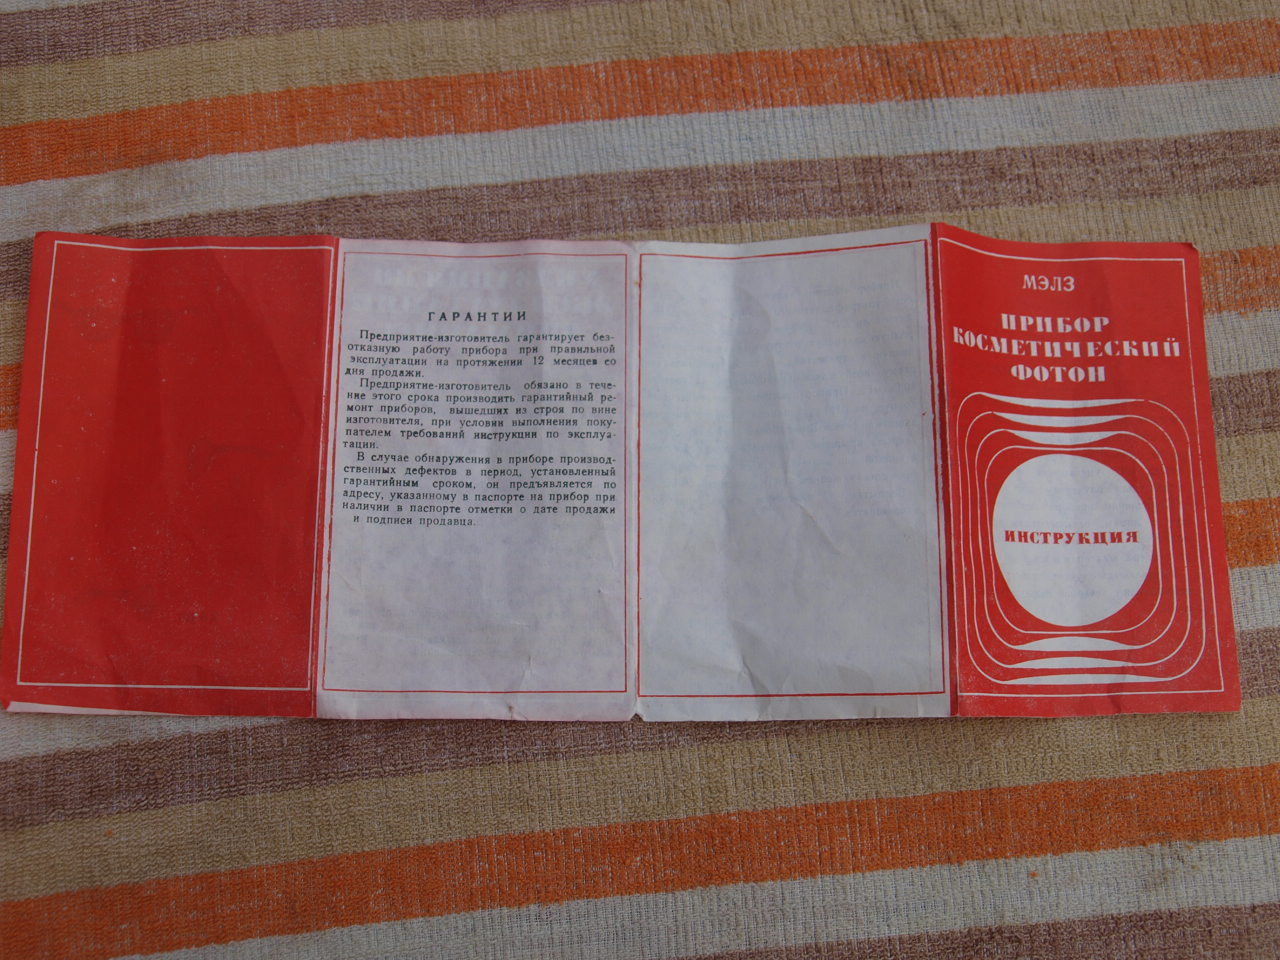 ГАРАНТИИ
Предприятие-изготовитель гарантирует без-
отказную работу прибора при правильной
эксплуатации на протяжении 12 месяцев со
дня продажи.
Предприятие-изготовитель обязано в тече-
ние этого срока производить гарантийный ре-
монт приборов, вышедших из строя по вине
изготовителя, при условии выполнения поку-
пателем требований инструкции по эксплуа-
тации.
В случае обнаружения в приборе производ-
ственных дефектов в период, установленный
гарантийным сроком, он предъявляется по
адресу, указанному в паспорте на прибор при
наличии в паспорте отметки о дате продажи
и подписи продавца.
МЭЛЗ
ПРИБОР
КОСМЕТИЧЕСКИЙ
ФОТОН
ИНСТРУКЦИЯ